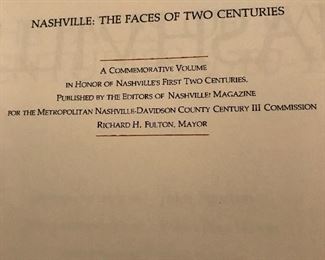 NASHVILLE: THE FACES OF TWO CENTURIES
A COMMEMORATIVE VOLUME
IN HONOR OF NASHVILLE'S FIRST TWO CENTURIES,
PUBLISHED BY THE EDITORS OF NASHVILLE! MAGAZINE
FOR THE METROPOLITAN NASHVILLE-DAVIDSON COUNTY CENTURY III COMMISSION
RICHARD H. FULTON, MAYOR